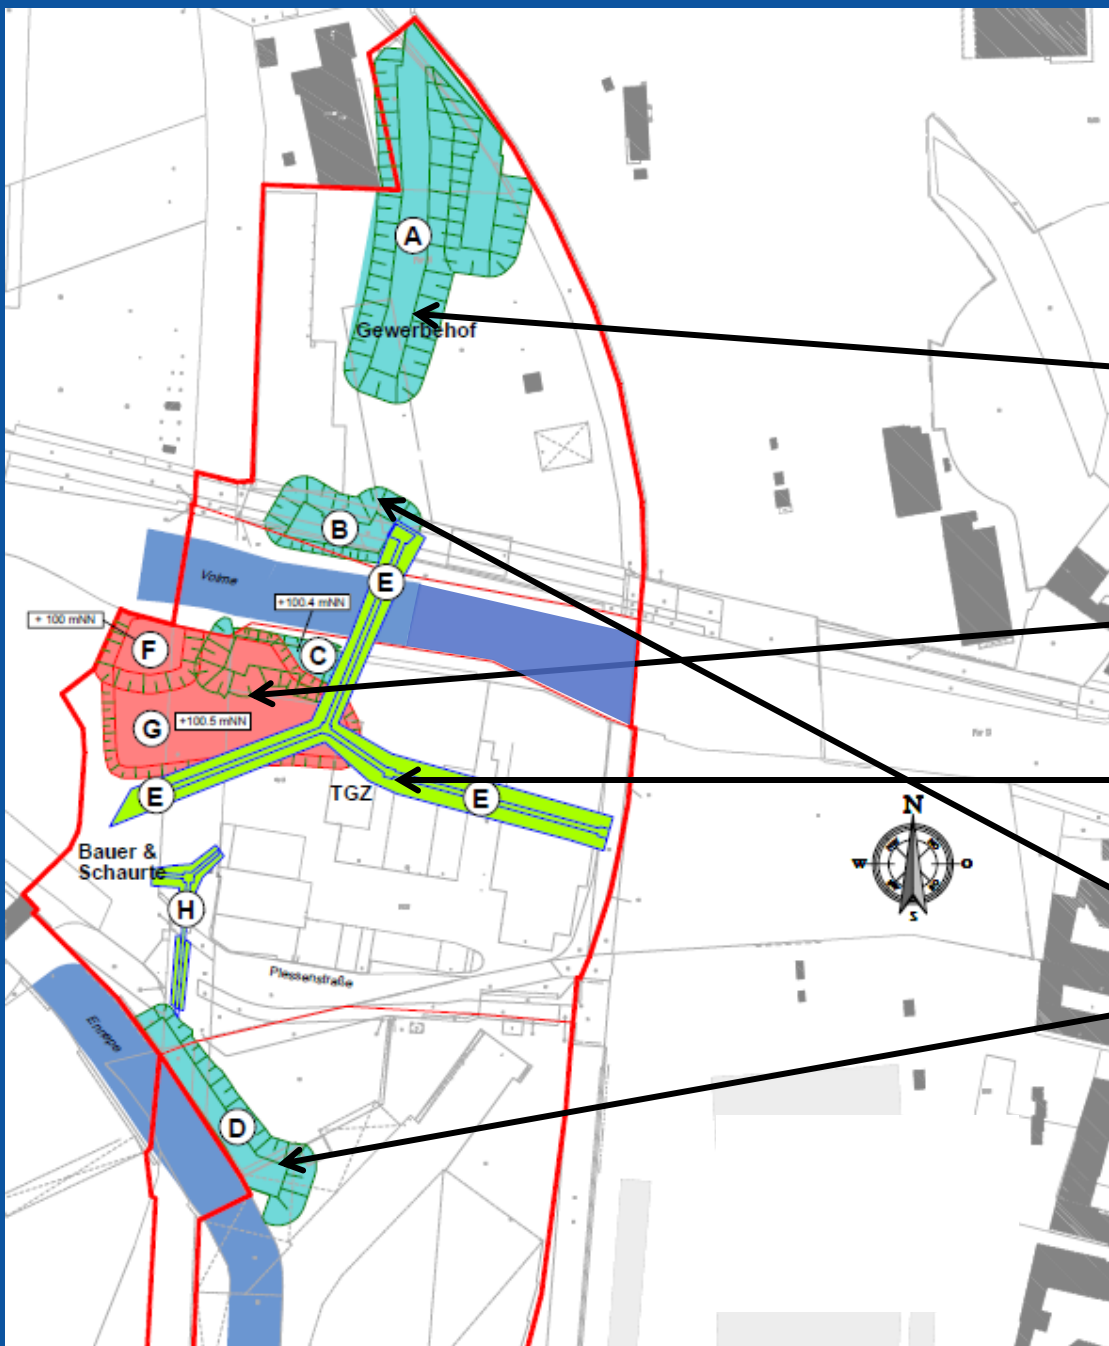 A
Gewerbehof
B
E
Volme
+100.4 mNN
+ 100 mNN
F
C
G
+100.5 mNN
E
TGZ
E
N
W
O
S
Bauer &
Schaurte
H
Plessenstraße
Ennepe
D